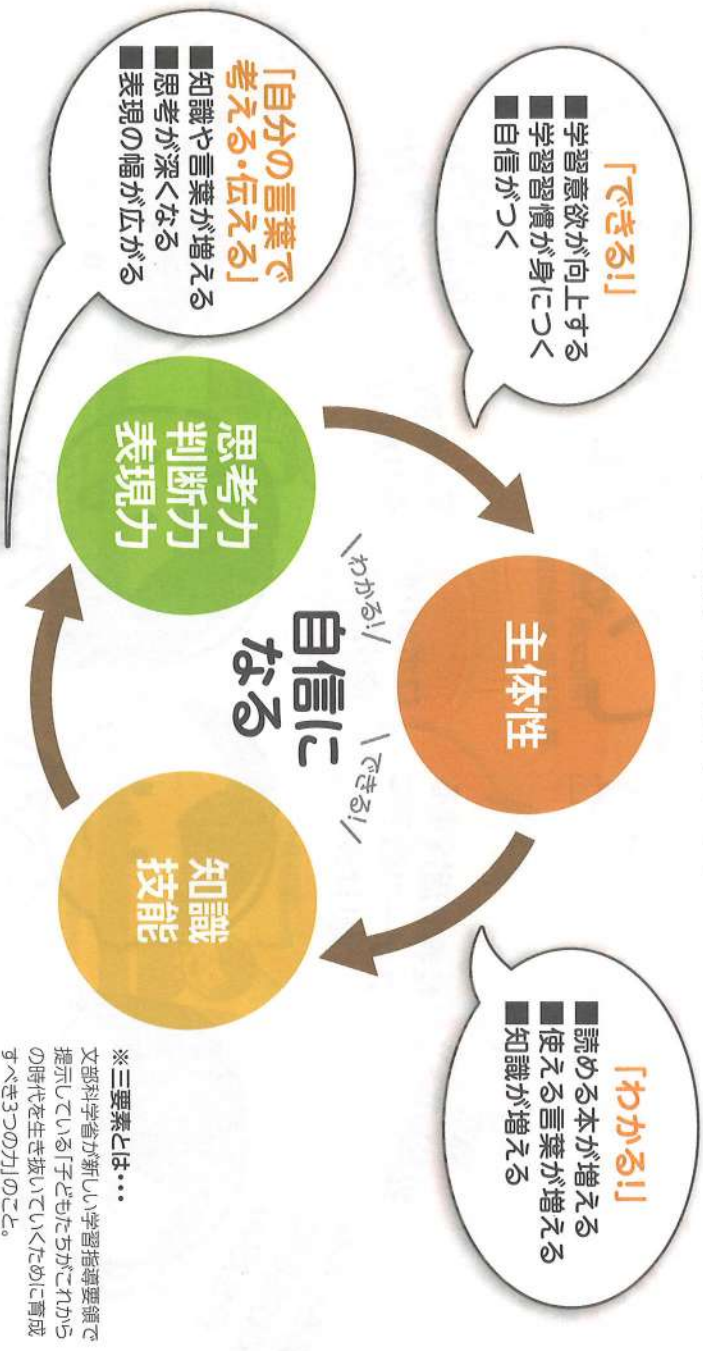 「できる!」
■学習意欲が向上する
■学習習慣が身につく
■自信がつく
「わかる!」
■読める本が増える
■使える言葉が増える
■知識が増える
主体性
わかる!
できる!
自信に
なる
思考力
判断力
表現力
知識
技能
「自分の言葉で
考える・伝える」
■知識や言葉が増える
■思考が深くなる
■表現の幅が広がる
※三要素とは・・・
文部科学省が新しい学習指導要領で
提示している「子どもたちがこれから
の時代を生き抜いていくために育成
すべき3つの力」のこと。